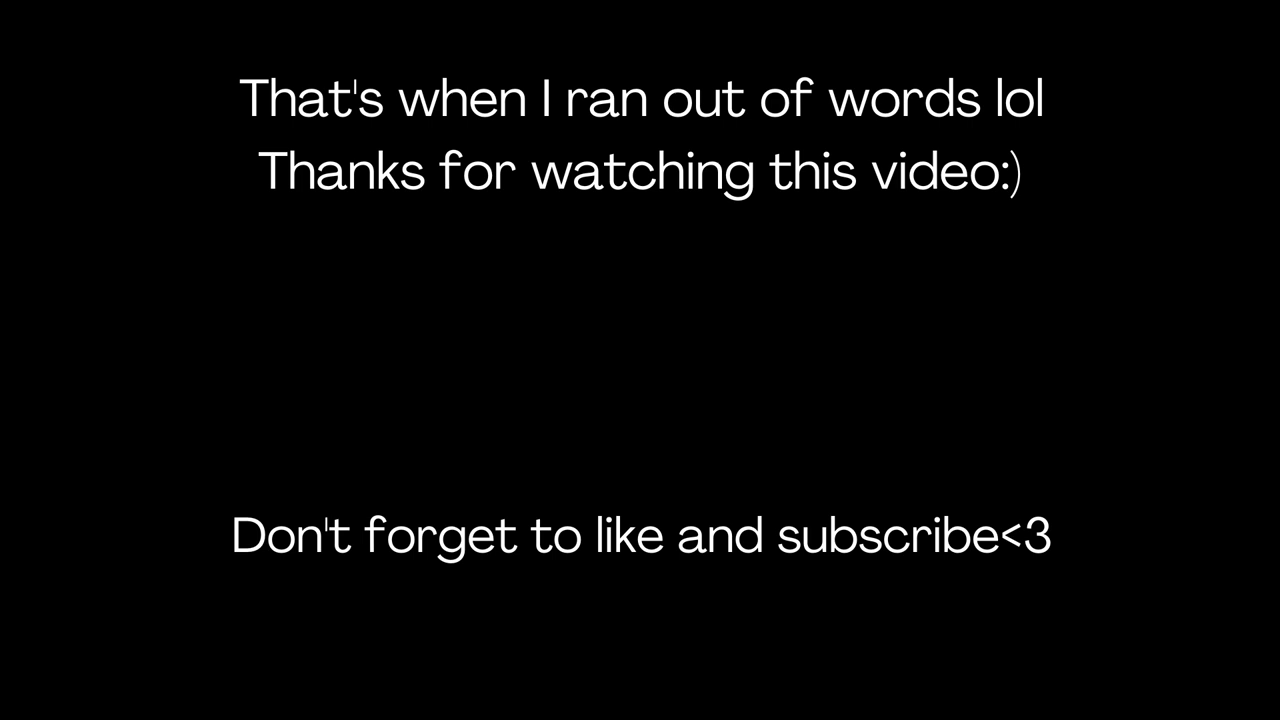 That's when I ran out of words lol
Thanks for watching this video:)
Don't forget to like and subscribe<3